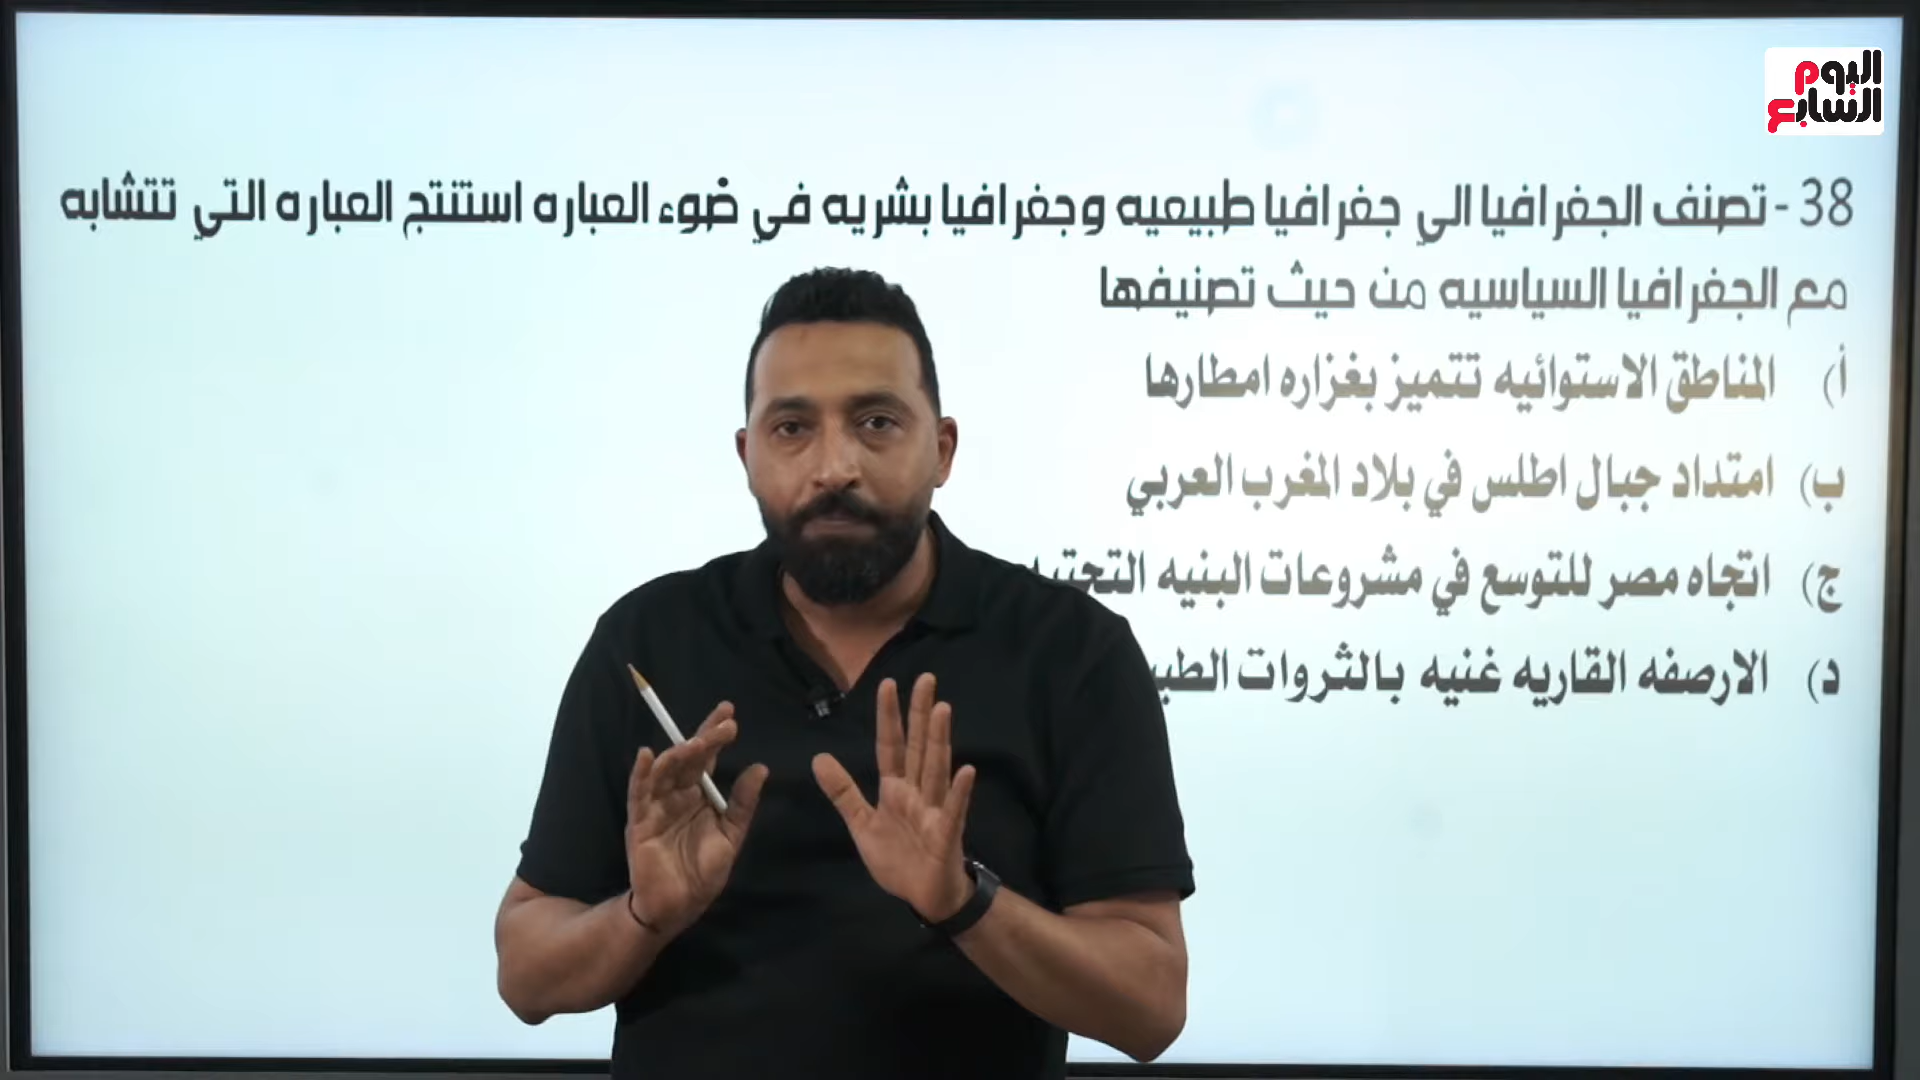 اليوم
السابع
38 - تصنف الجغرافيا الي جغرافيا طبيعيه وجغرافيا بشريه في ضوء العباره استنتج العباره التي تتشابه
مع الجغرافيا السياسيه من حيث تصنيفها
أ) المناطق الاستوائيه تتميز بغزاره امطارها
ب) امتداد جبال اطلس في بلاد المغرب العربي
ج) اتجاه مصر للتوسع في مشروعات البنيه التحتيه
د) الارصفه القاريه غنيه بالثروات